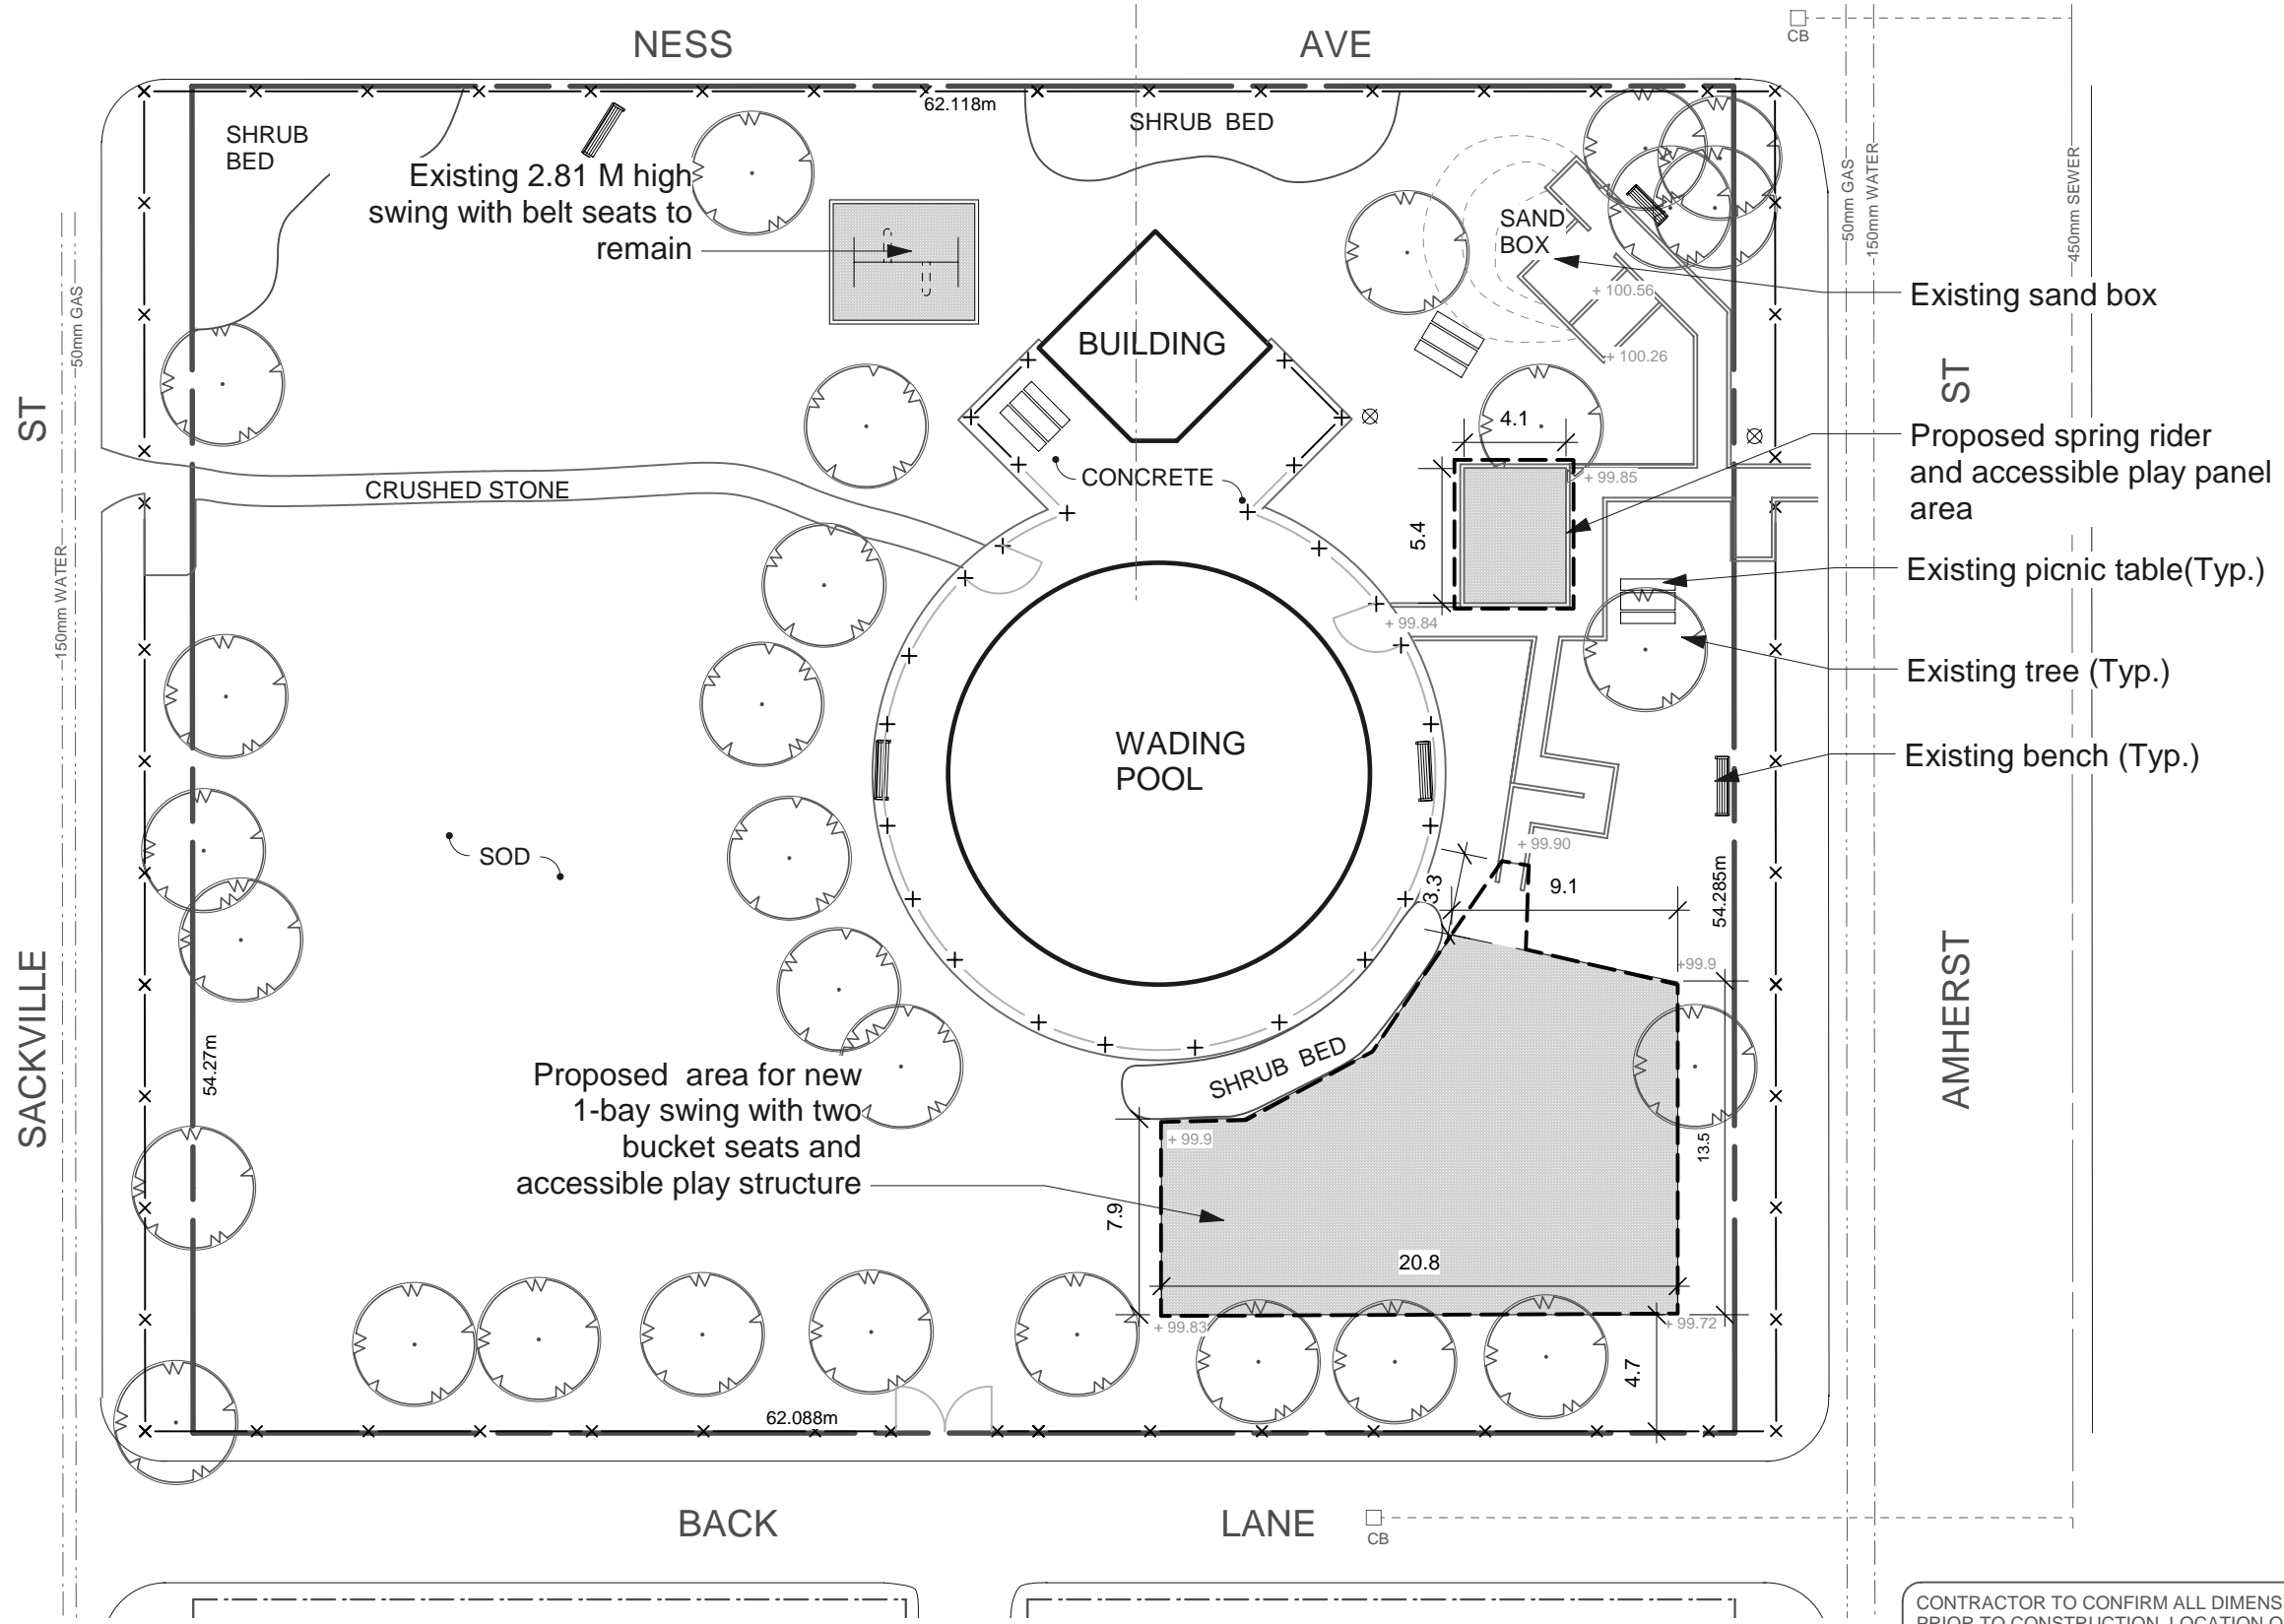 NESS AVE
CB
62.118m
SHRUB
BED
SHRUB BED
50mm GAS
150mm WATER
450mm SEWER
Existing 2.81 M high
swing with belt seats to
remain
SAND
BOX
+ 100.56
Existing sand box
50mm GAS
150mm WATER
BUILDING
+ 100.26
ST
ST
4.1
Proposed spring rider
and accessible play panel
area
+ 99.85
CRUSHED STONE
CONCRETE
5.4
Existing picnic table(Typ.)
+ 99.84
Existing tree (Typ.)
WADING
POOL
Existing bench (Typ.)
SOD
+ 99.90
3.3
9.1
54.285m
+99.9
SACKVILLE
AMHERST
54.27m
SHRUB BED
Proposed area for new
1-bay swing with two
bucket seats and
accessible play structure
+ 99.9
13.5
7.9
20.8
+ 99.83
+ 99.72
4.7
62.088m
BACK LANE
CB
CONTRACTOR TO CONFIRM ALL DIMENS
PRIOR TO CONSTRUCTION. LOCATION O